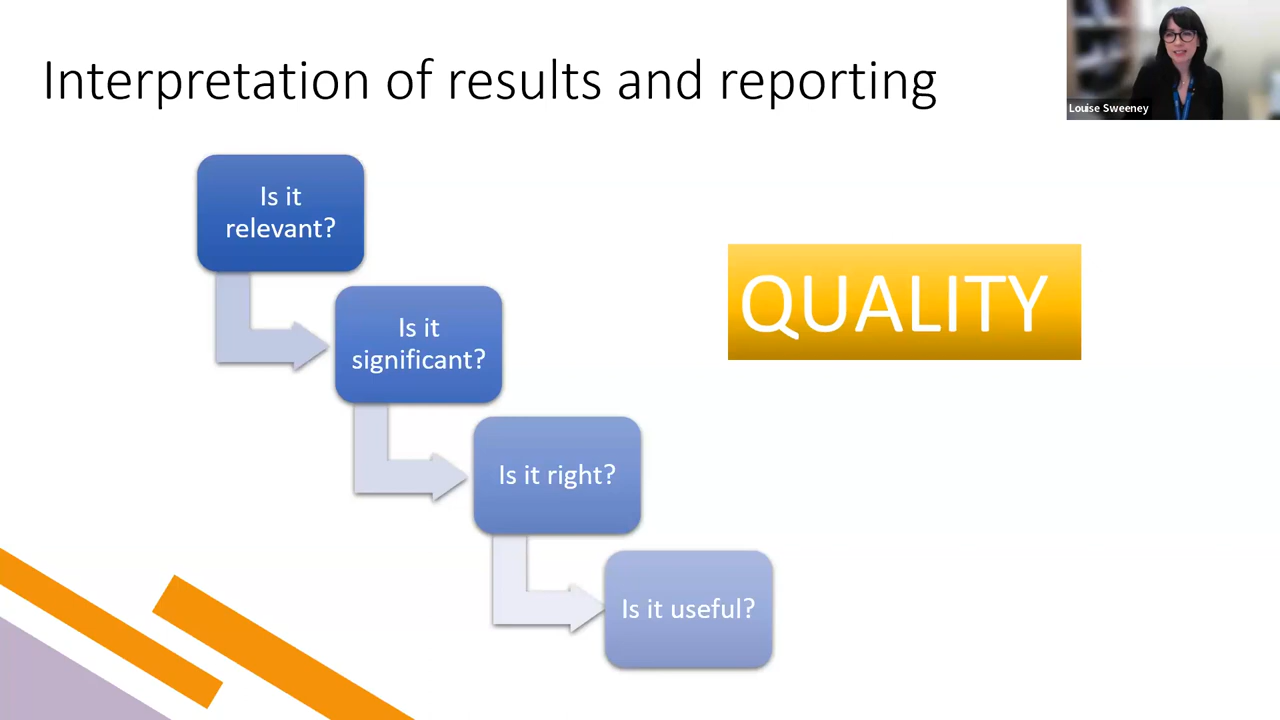 Interpretation of results and reporting
Louise Sweeney
Is it
relevant?
QUALITY
Is it
significant?
Is it right?
Is it useful?